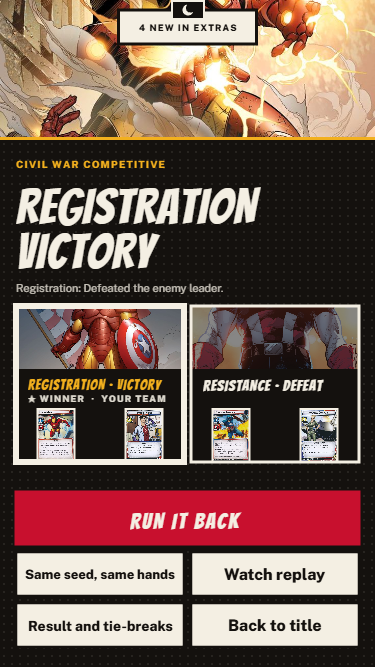 4 NEW IN EXTRAS
CIVIL WAR COMPETITIVE
REGISTRATION
VICTORY
Registration: Defeated the enemy leader.
REGISTRATION · VICTORY
★ WINNER · YOUR TEAM
RESISTANCE · DEFEAT
RUN IT BACK
Same seed, same hands
Watch replay
Result and tie-breaks
Back to title